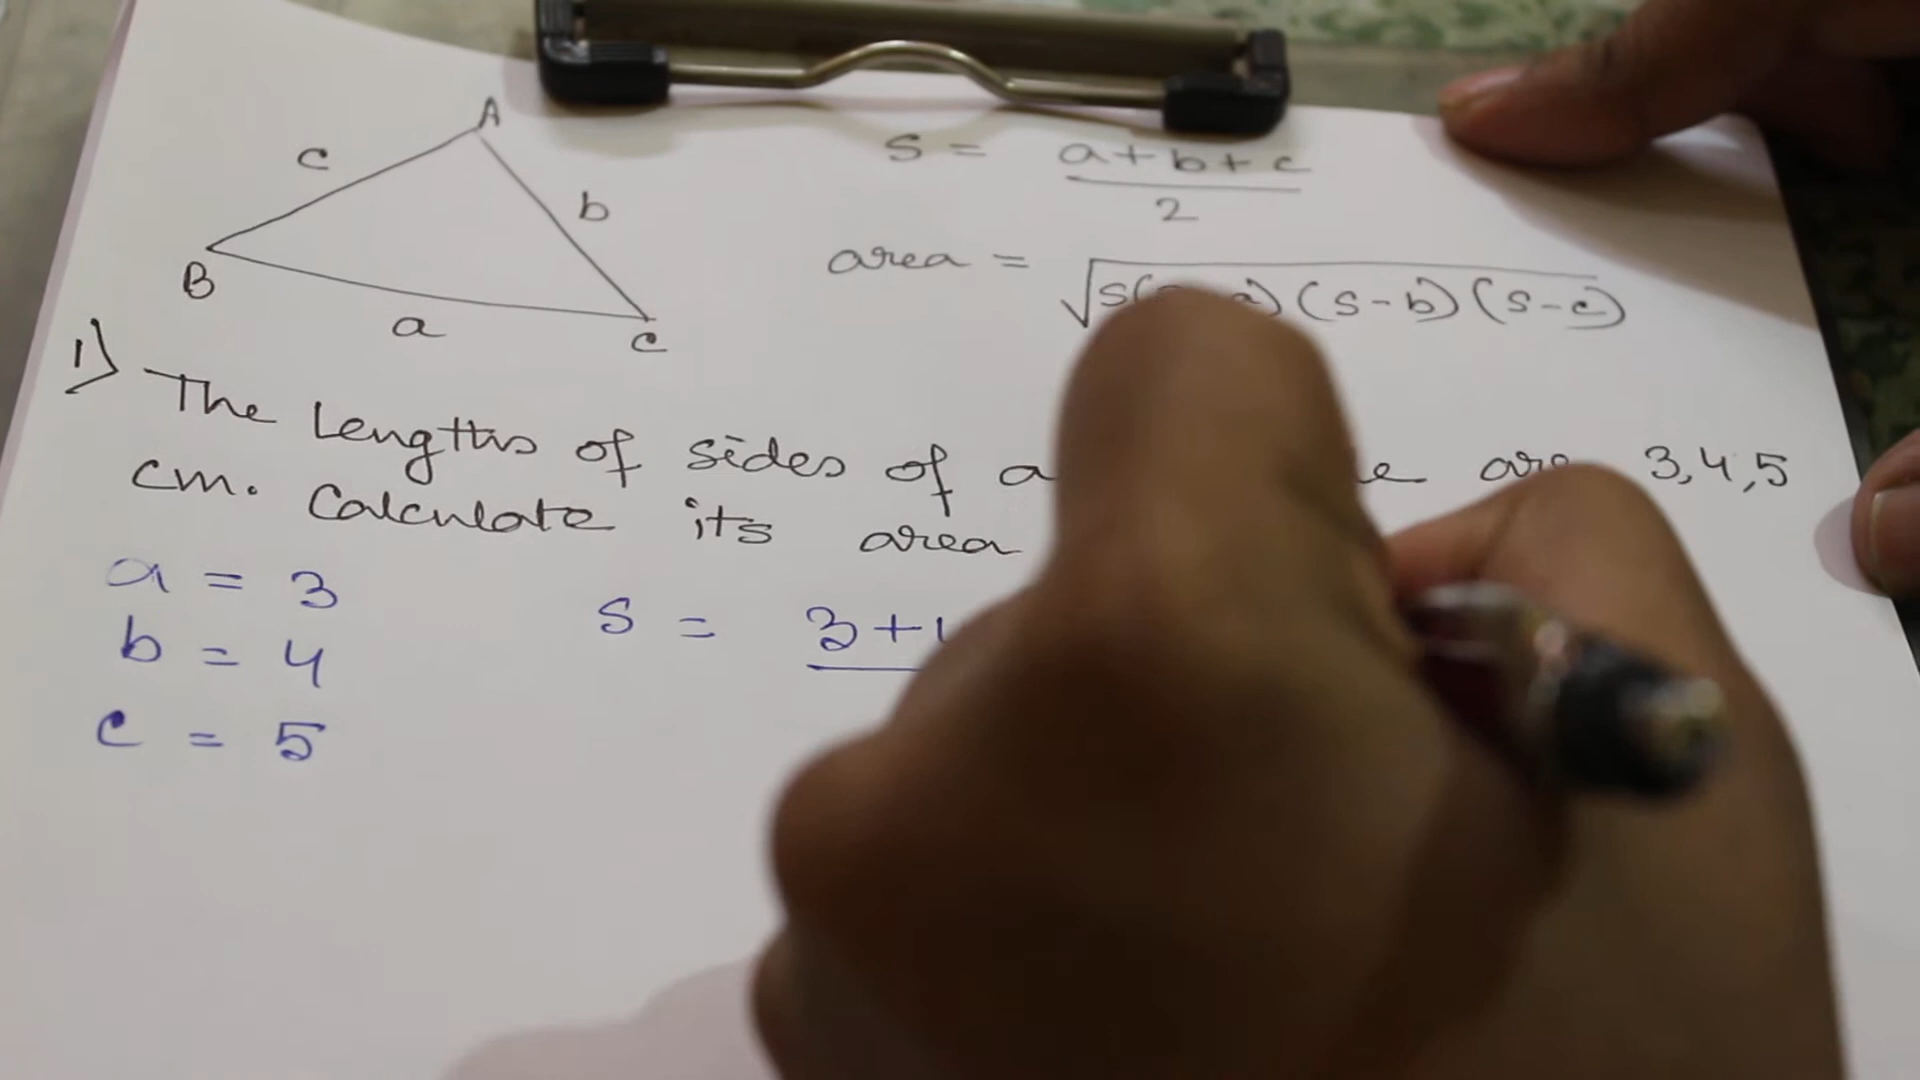 A
c
b
B
a
C
s = a+b+c
2
area = √s( a)(s-b)(s-c)
1) The Lengths of sides of a are 3,4,5
cm. Calculate its area
a = 3
b = 4
c = 5
s = 3+